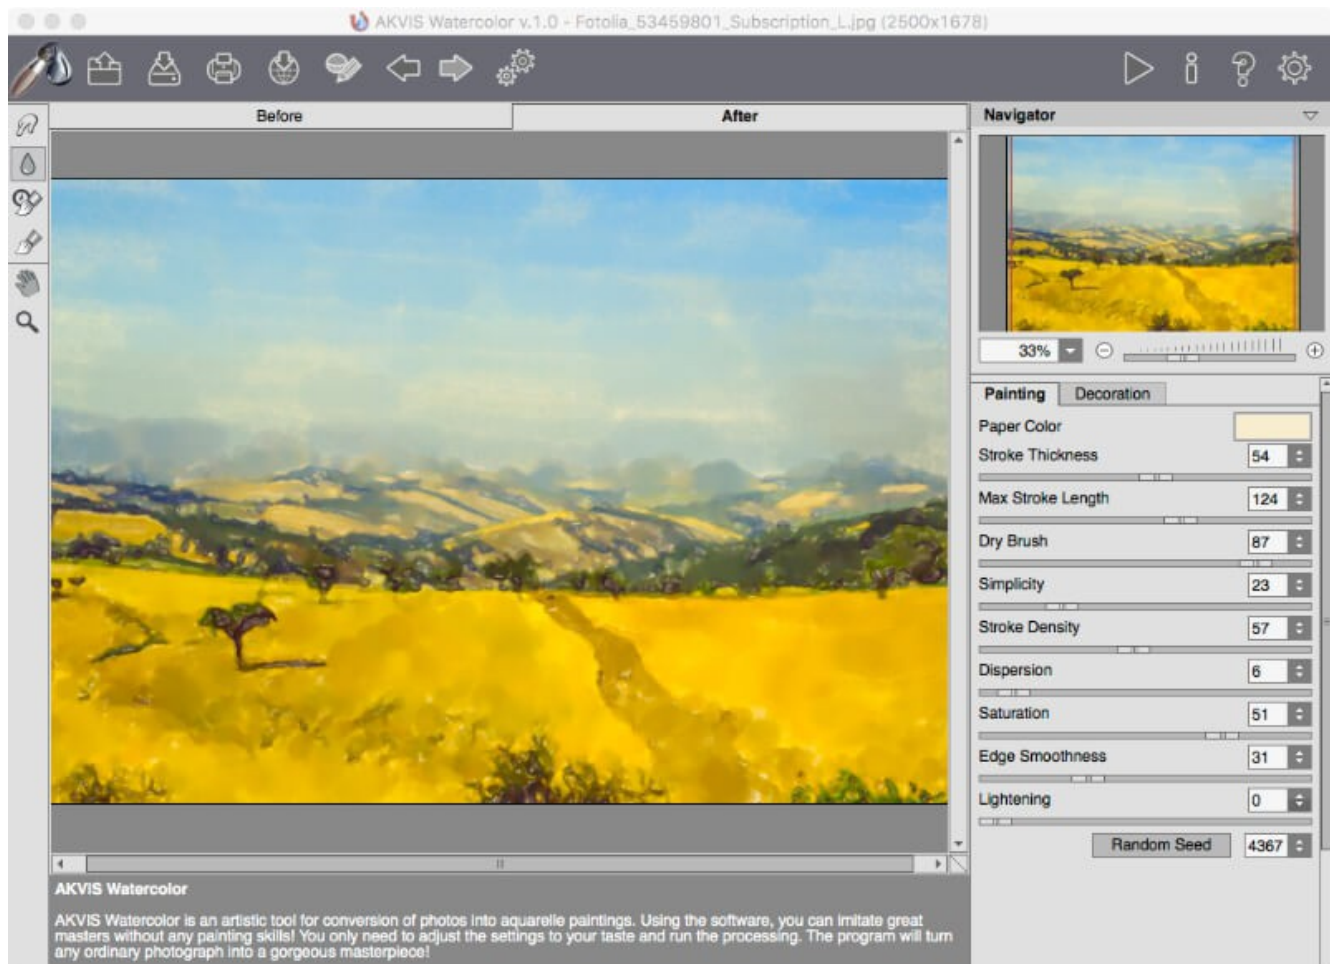 AKVIS Watercolor v.1.0 - Fotolia_53459801_Subscription_L.jpg (2500x1678)
Before
After
Navigator
33%
Painting
Decoration
Paper Color
Stroke Thickness
54
Max Stroke Length
124
Dry Brush
87
Simplicity
23
Stroke Density
57
Dispersion
6
Saturation
51
Edge Smoothness
31
Lightening
0
Random Seed
4367
AKVIS Watercolor
AKVIS Watercolor is an artistic tool for conversion of photos into aquarelle paintings. Using the software, you can imitate great
masters without any painting skills! You only need to adjust the settings to your taste and run the processing. The program will turn
any ordinary photograph into a gorgeous masterpiece!